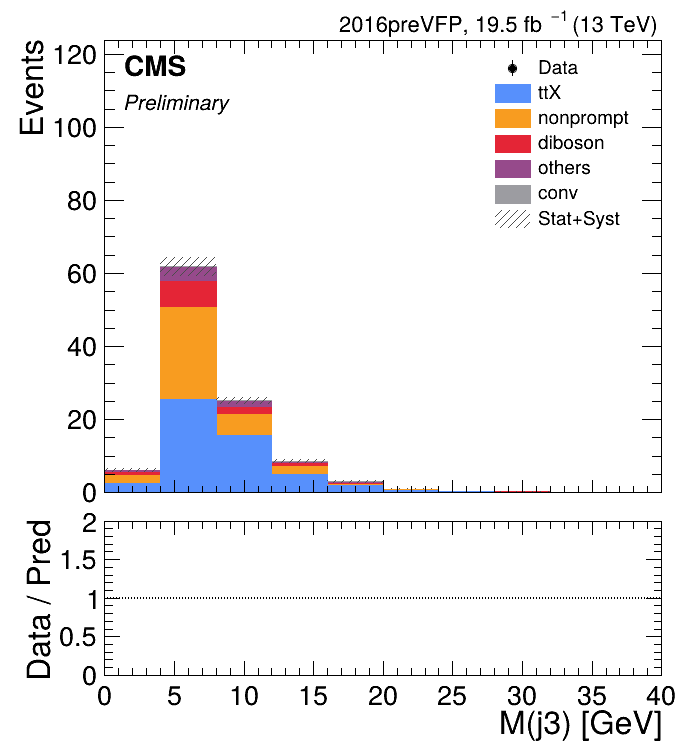 2016preVFP, 19.5 fb⁻¹ (13 TeV)
Events
CMS
Preliminary
Data
ttX
nonprompt
diboson
others
conv
Stat+Syst
120
100
80
60
40
20
0
Data / Pred
2
1.5
1
0.5
0
0 5 10 15 20 25 30 35 40
M(j3) [GeV]